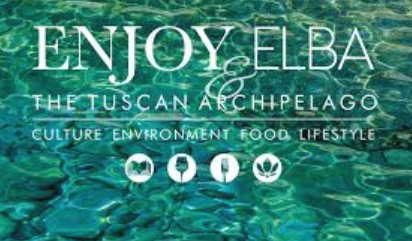 ENJOY ELBA
&
THE TUSCAN ARCHIPELAGO
CULTURE ENVIRONMENT FOOD LIFESTYLE